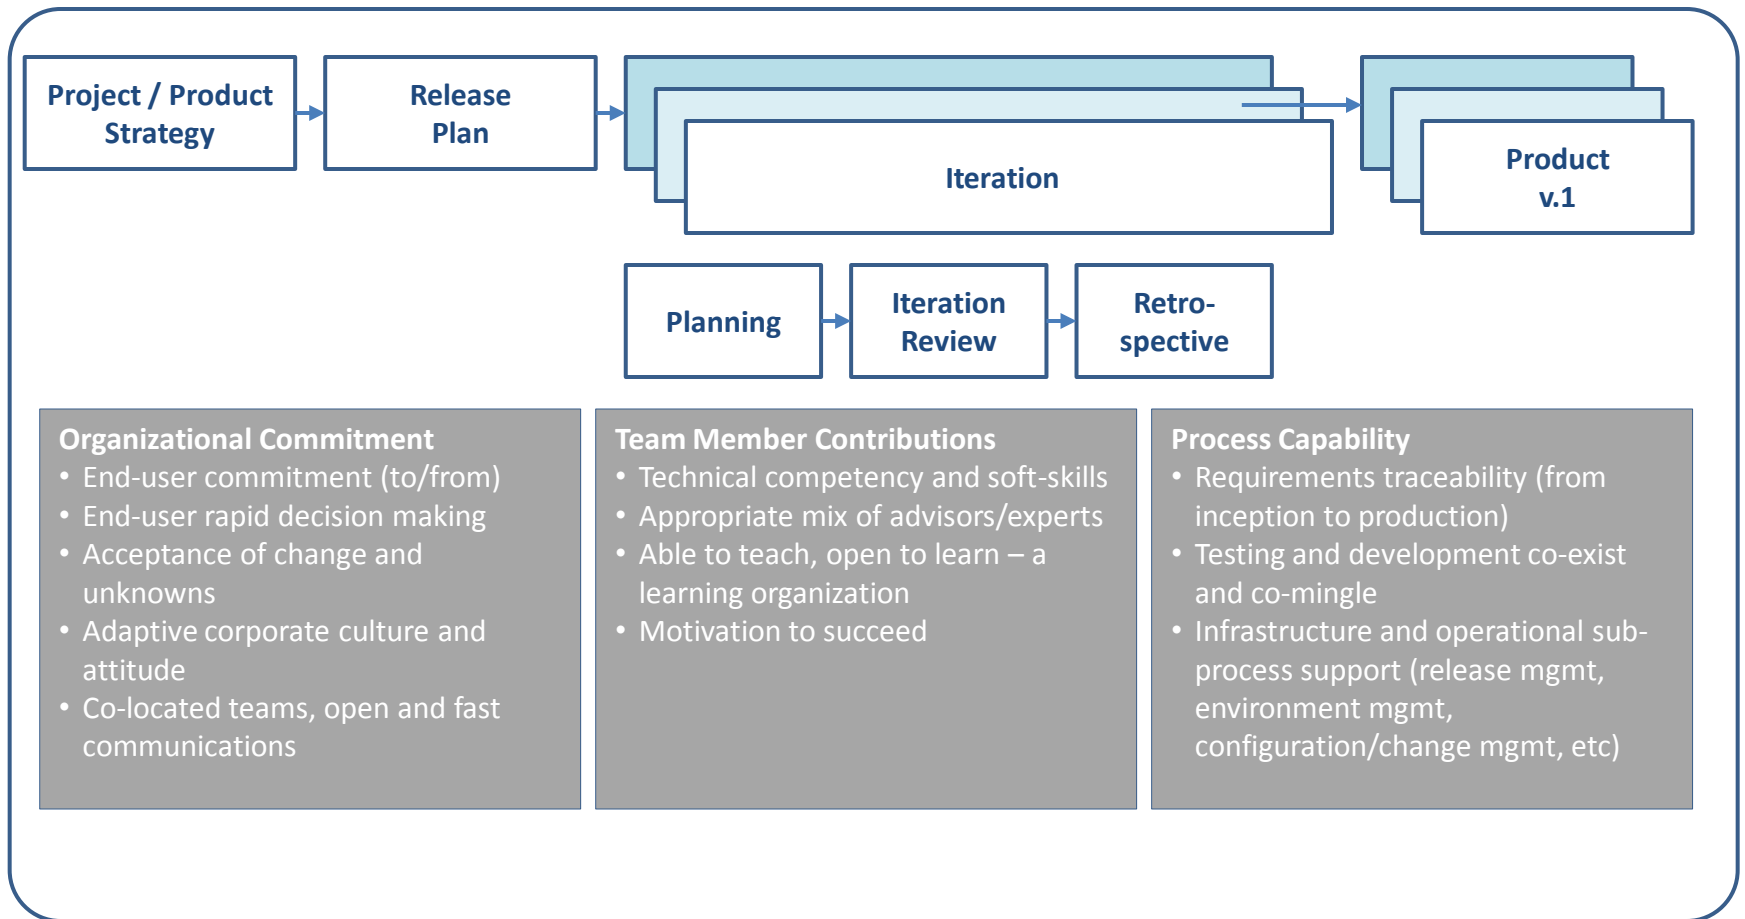 Project / Product
Strategy
Release
Plan
Iteration
Product
v.1
Planning
Iteration
Review
Retro-
spective
Organizational Commitment
• End-user commitment (to/from)
• End-user rapid decision making
• Acceptance of change and
unknowns
• Adaptive corporate culture and
attitude
• Co-located teams, open and fast
communications
Team Member Contributions
• Technical competency and soft-skills
• Appropriate mix of advisors/experts
• Able to teach, open to learn – a
learning organization
• Motivation to succeed
Process Capability
• Requirements traceability (from
inception to production)
• Testing and development co-exist
and co-mingle
• Infrastructure and operational sub-
process support (release mgmt,
environment mgmt,
configuration/change mgmt, etc)